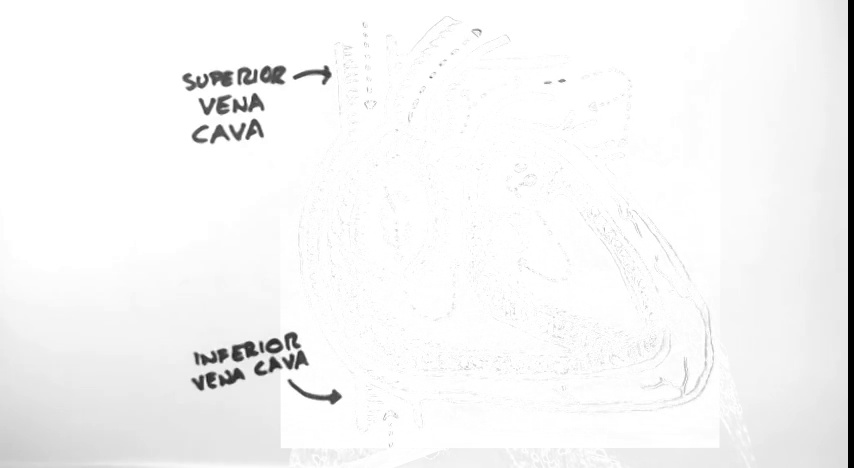 SUPERIOR
VENA
CAVA
INFERIOR
VENA CAVA